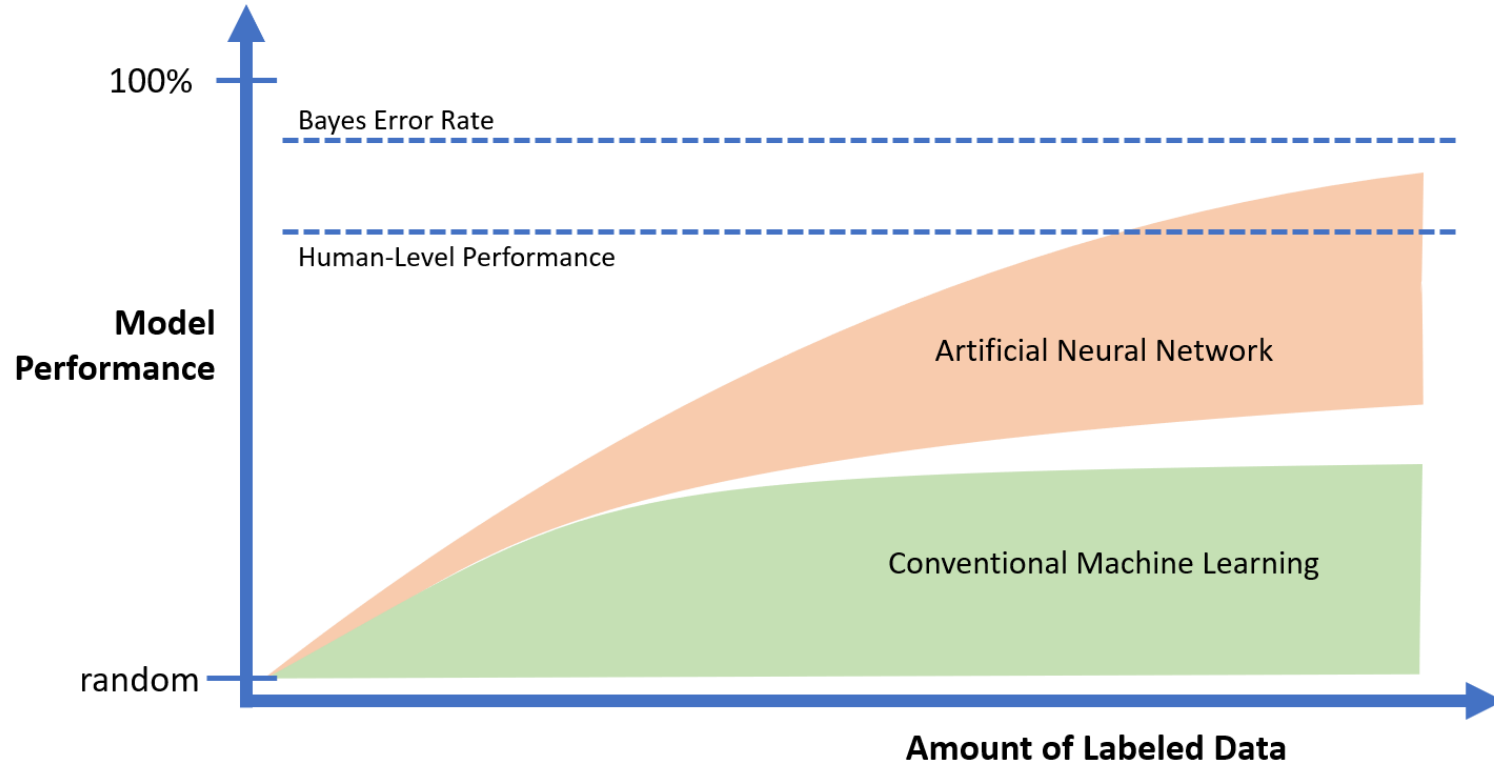 100%
Bayes Error Rate
Human-Level Performance
Model
Performance
Artificial Neural Network
Conventional Machine Learning
random
Amount of Labeled Data